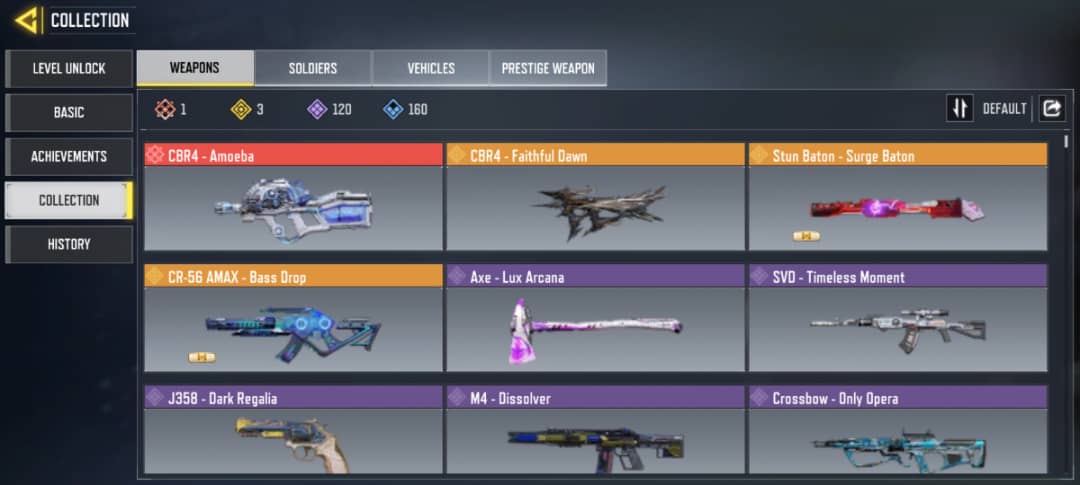 COLLECTION
LEVEL UNLOCK
BASIC
ACHIEVEMENTS
COLLECTION
HISTORY
WEAPONS
SOLDIERS
VEHICLES
PRESTIGE WEAPON
1
3
120
160
DEFAULT
CBR4 - Amoeba
CBR4 - Faithful Dawn
Stun Baton - Surge Baton
CR-56 AMAX - Bass Drop
Axe - Lux Arcana
SVD - Timeless Moment
J358 - Dark Regalia
M4 - Dissolver
Crossbow - Only Opera